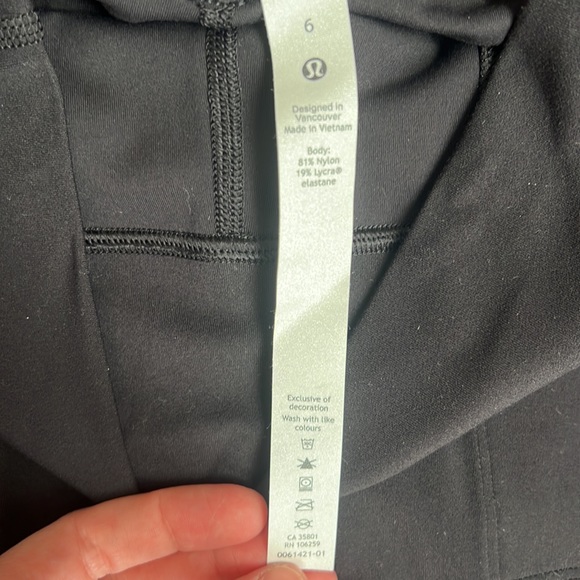 6
Designed in
Vancouver
Made in Vietnam
Body:
81% Nylon
19% Lycra®
elastane
Exclusive of
decoration
Wash with like
colours
CA 35801
RN 106259
0061421-01